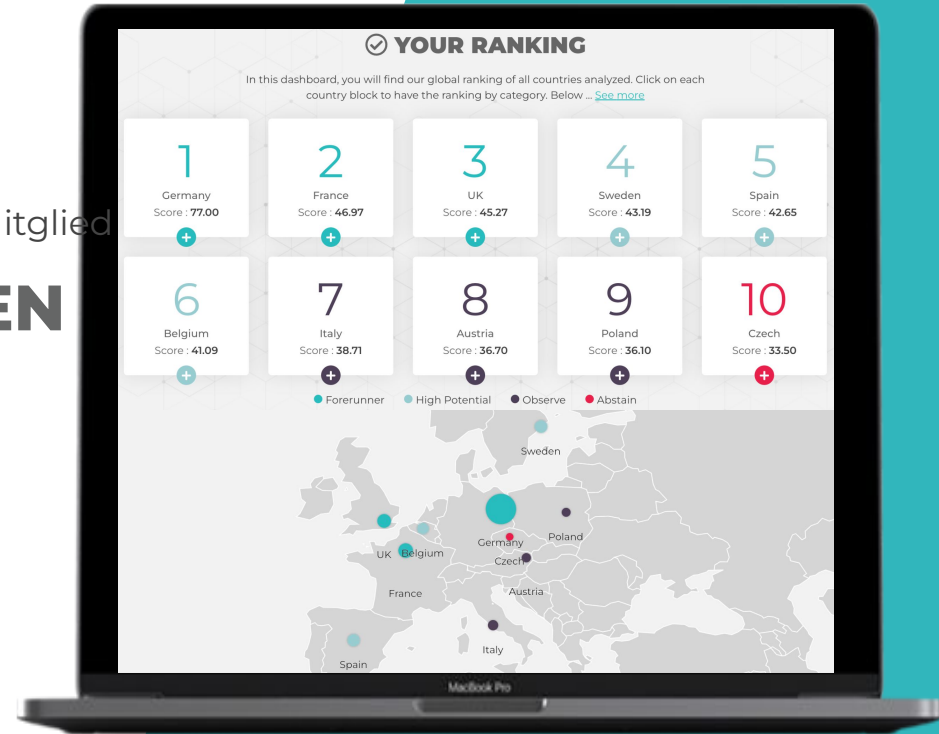 YOUR RANKING
In this dashboard, you will find our global ranking of all countries analyzed. Click on each
country block to have the ranking by category. Below ... See more
1 2 3 4 5
Germany France UK Sweden Spain
Score : 77.00 Score : 46.97 Score : 45.27 Score : 43.19 Score : 42.65
itglied
EN
6 7 8 9 10
Belgium Italy Austria Poland Czech
Score : 41.09 Score : 38.71 Score : 36.70 Score : 36.10 Score : 33.50
Forerunner High Potential Observe Abstain
Sweden
Poland
Germany
UK Belgium
Czech
France
Austria
Italy
Spain
MacBook Pro